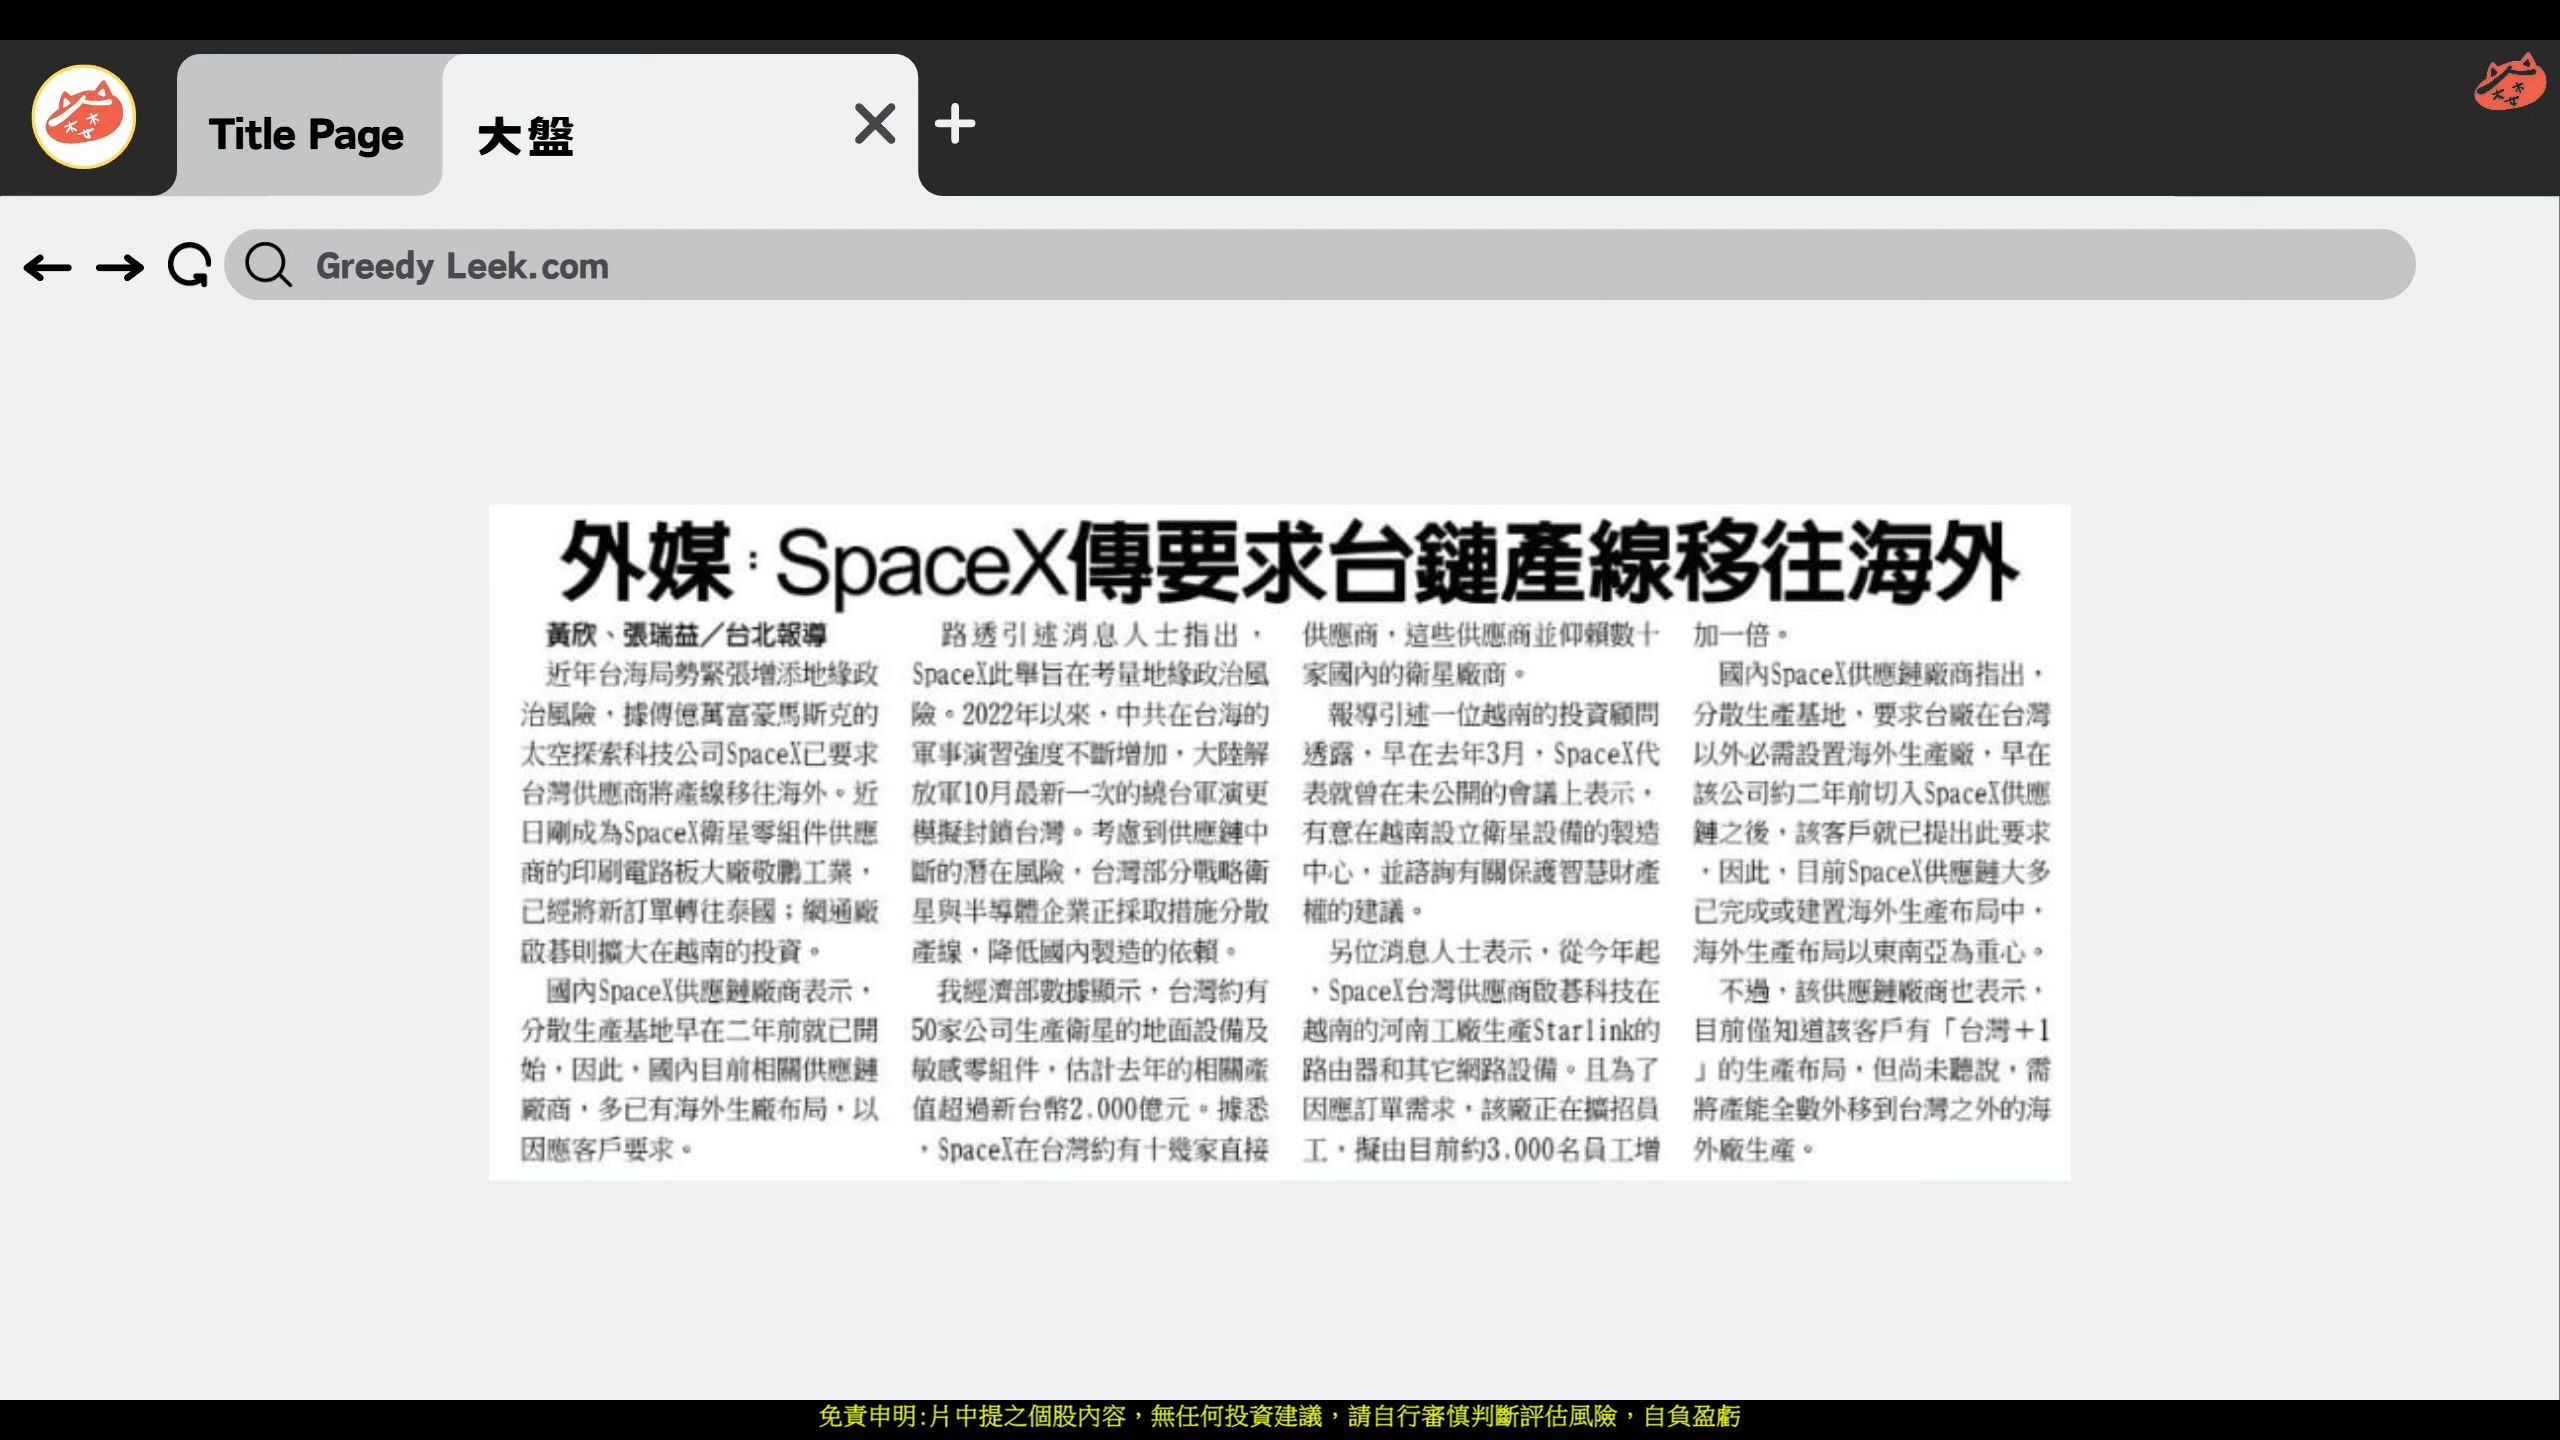 Title Page
大盤
Greedy Leek.com
外媒：SpaceX傳要求台鏈產線移往海外
黃欣、張瑞益／台北報導
近年台海局勢緊張增添地緣政
治風險，據傳億萬富豪馬斯克的
太空探索科技公司SpaceX已要求
台灣供應商將產線移往海外。近
日剛成為SpaceX衛星零組件供應
商的印刷電路板大廠敬鵬工業，
已經將新訂單轉往泰國；網通廠
啟碁則擴大在越南的投資。
國內SpaceX供應鏈廠商表示，
分散生產基地早在二年前就已開
始，因此，國內目前相關供應鏈
廠商，多已有海外生廠布局，以
因應客戶要求。
路透引述消息人士指出，
SpaceX此舉旨在考量地緣政治風
險。2022年以來，中共在台海的
軍事演習強度不斷增加，大陸解
放軍10月最新一次的繞台軍演更
模擬封鎖台灣。考慮到供應鏈中
斷的潛在風險，台灣部分戰略衛
星與半導體企業正採取措施分散
產線，降低國內製造的依賴。
我經濟部數據顯示，台灣約有
50家公司生產衛星的地面設備及
敏感零組件，估計去年的相關產
值超過新台幣2,000億元。據悉
，SpaceX在台灣約有十幾家直接
供應商，這些供應商並仰賴數十
家國內的衛星廠商。
報導引述一位越南的投資顧問
透露，早在去年3月，SpaceX代
表就曾在未公開的會議上表示，
有意在越南設立衛星設備的製造
中心，並諮詢有關保護智慧財產
權的建議。
另位消息人士表示，從今年起
，SpaceX台灣供應商啟碁科技在
越南的河南工廠生產Starlink的
路由器和其它網路設備。且為了
因應訂單需求，該廠正在擴招員
工，擬由目前約3,000名員工增
加一倍。
國內SpaceX供應鏈廠商指出，
分散生產基地，要求台廠在台灣
以外必需設置海外生產廠，早在
該公司約二年前切入SpaceX供應
鏈之後，該客戶就已提出此要求
，因此，目前SpaceX供應鏈大多
已完成或建置海外生產布局中，
海外生產布局以東南亞為重心。
不過，該供應鏈廠商也表示，
目前僅知道該客戶有「台灣＋1
」的生產布局，但尚未聽說，需
將產能全數外移到台灣之外的海
外廠生產。
免責申明:片中提之個股內容，無任何投資建議，請自行審慎判斷評估風險，自負盈虧